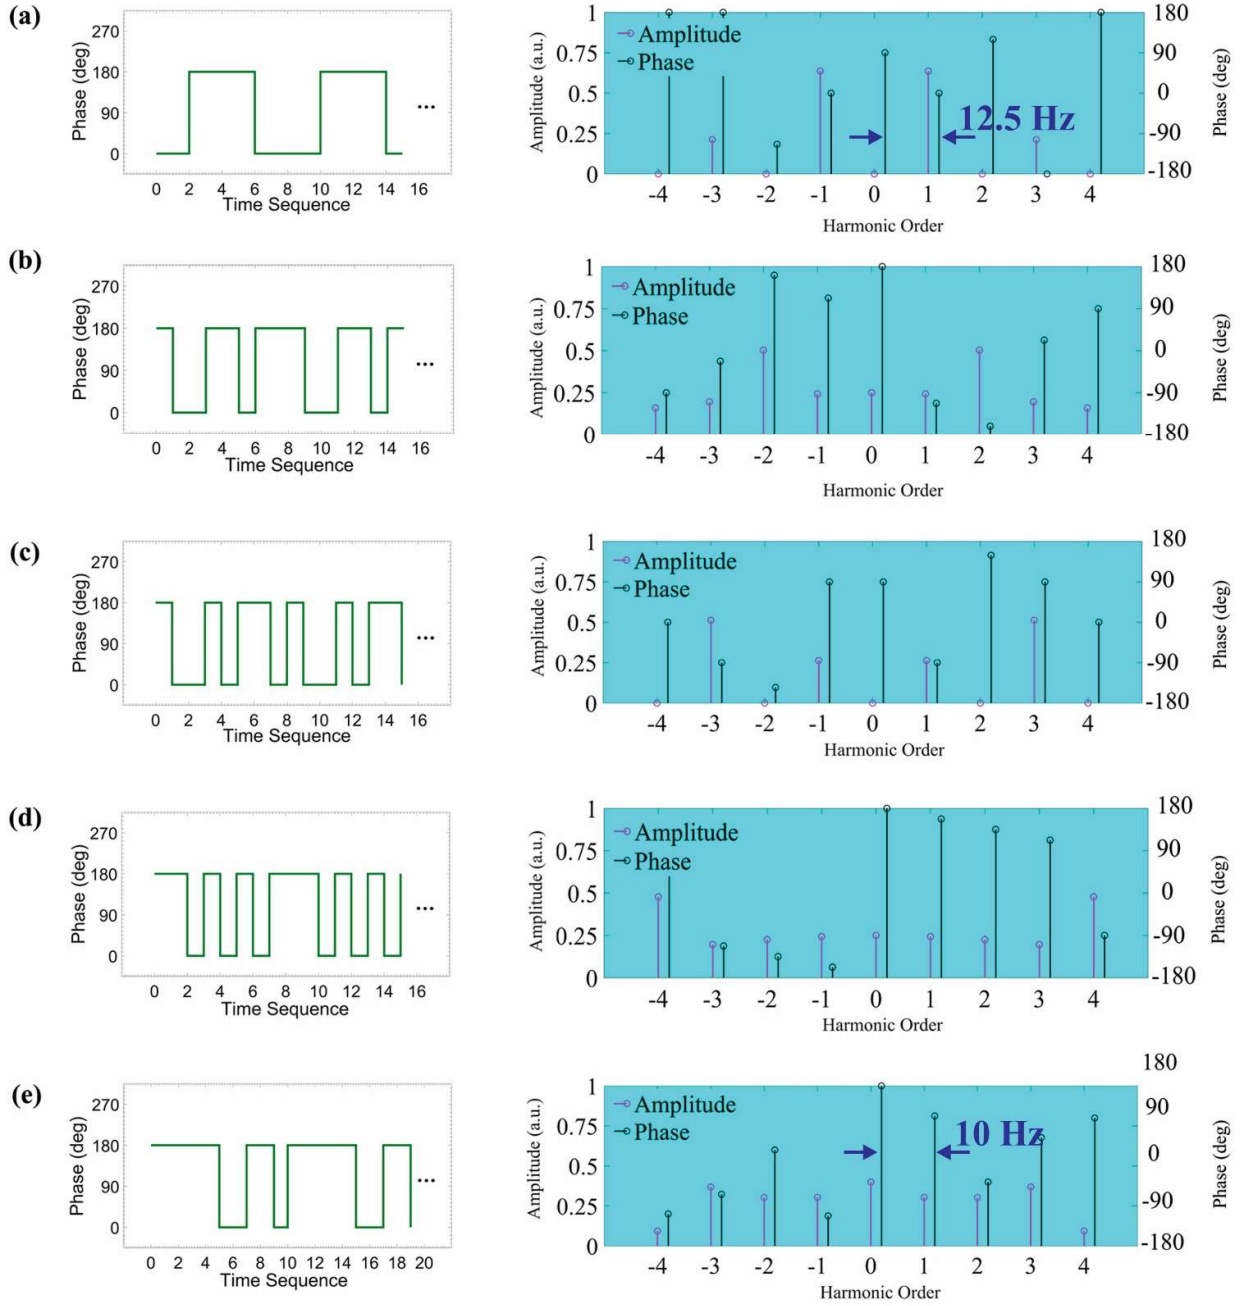 (a)
270
180
90
0
Phase (deg)
...
0 2 4 6 8 10 12 14 16
Time Sequence
1
0.75
0.5
0.25
0
Amplitude (a.u.)
Amplitude
Phase
12.5 Hz
180
90
0
-90
-180
Phase (deg)
-4 -3 -2 -1 0 1 2 3 4
Harmonic Order
(b)
270
180
90
0
Phase (deg)
...
0 2 4 6 8 10 12 14 16
Time Sequence
1
0.75
0.5
0.25
0
Amplitude (a.u.)
Amplitude
Phase
180
90
0
-90
-180
Phase (deg)
-4 -3 -2 -1 0 1 2 3 4
Harmonic Order
(c)
270
180
90
0
Phase (deg)
...
0 2 4 6 8 10 12 14 16
Time Sequence
1
0.75
0.5
0.25
0
Amplitude (a.u.)
Amplitude
Phase
180
90
0
-90
-180
Phase (deg)
-4 -3 -2 -1 0 1 2 3 4
Harmonic Order
(d)
270
180
90
0
Phase (deg)
...
0 2 4 6 8 10 12 14 16
Time Sequence
1
0.75
0.5
0.25
0
Amplitude (a.u.)
Amplitude
Phase
180
90
0
-90
-180
Phase (deg)
-4 -3 -2 -1 0 1 2 3 4
Harmonic Order
(e)
270
180
90
0
Phase (deg)
...
0 2 4 6 8 10 12 14 16 18 20
Time Sequence
1
0.75
0.5
0.25
0
Amplitude (a.u.)
Amplitude
Phase
10 Hz
180
90
0
-90
-180
Phase (deg)
-4 -3 -2 -1 0 1 2 3 4
Harmonic Order